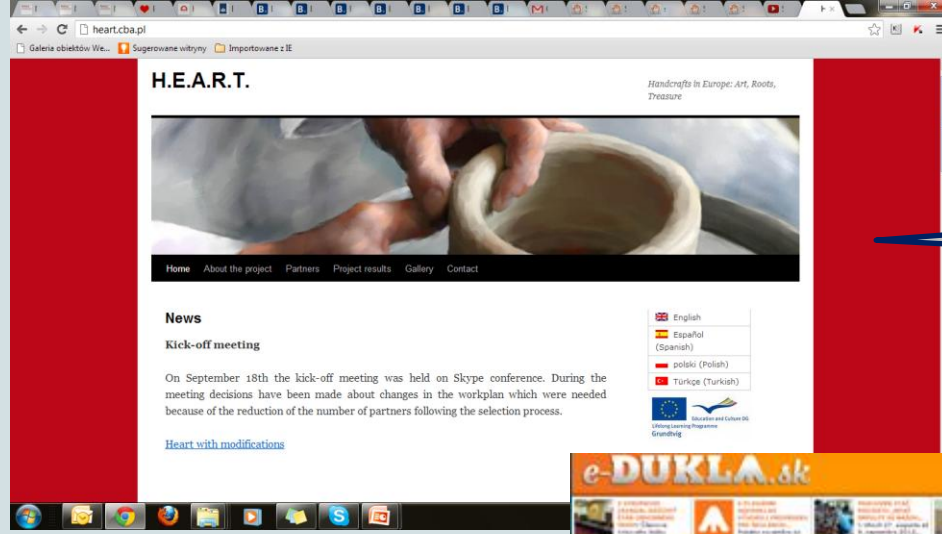 heart.cba.pl
Galeria obiektów We...
Sugerowane witryny
Importowane z IE
H.E.A.R.T.
Handcrafts in Europe: Art, Roots,
Treasure
Home About the project Partners Project results Gallery Contact
News
Kick-off meeting
On September 18th the kick-off meeting was held on Skype conference. During the
meeting decisions have been made about changes in the workplan which were needed
because of the reduction of the number of partners following the selection process.
Heart with modifications
English
Español
(Spanish)
polski (Polish)
Türkçe (Turkish)
Education and Culture DG
Lifelong Learning Programme
Grundtvig
e-DUKLA.sk